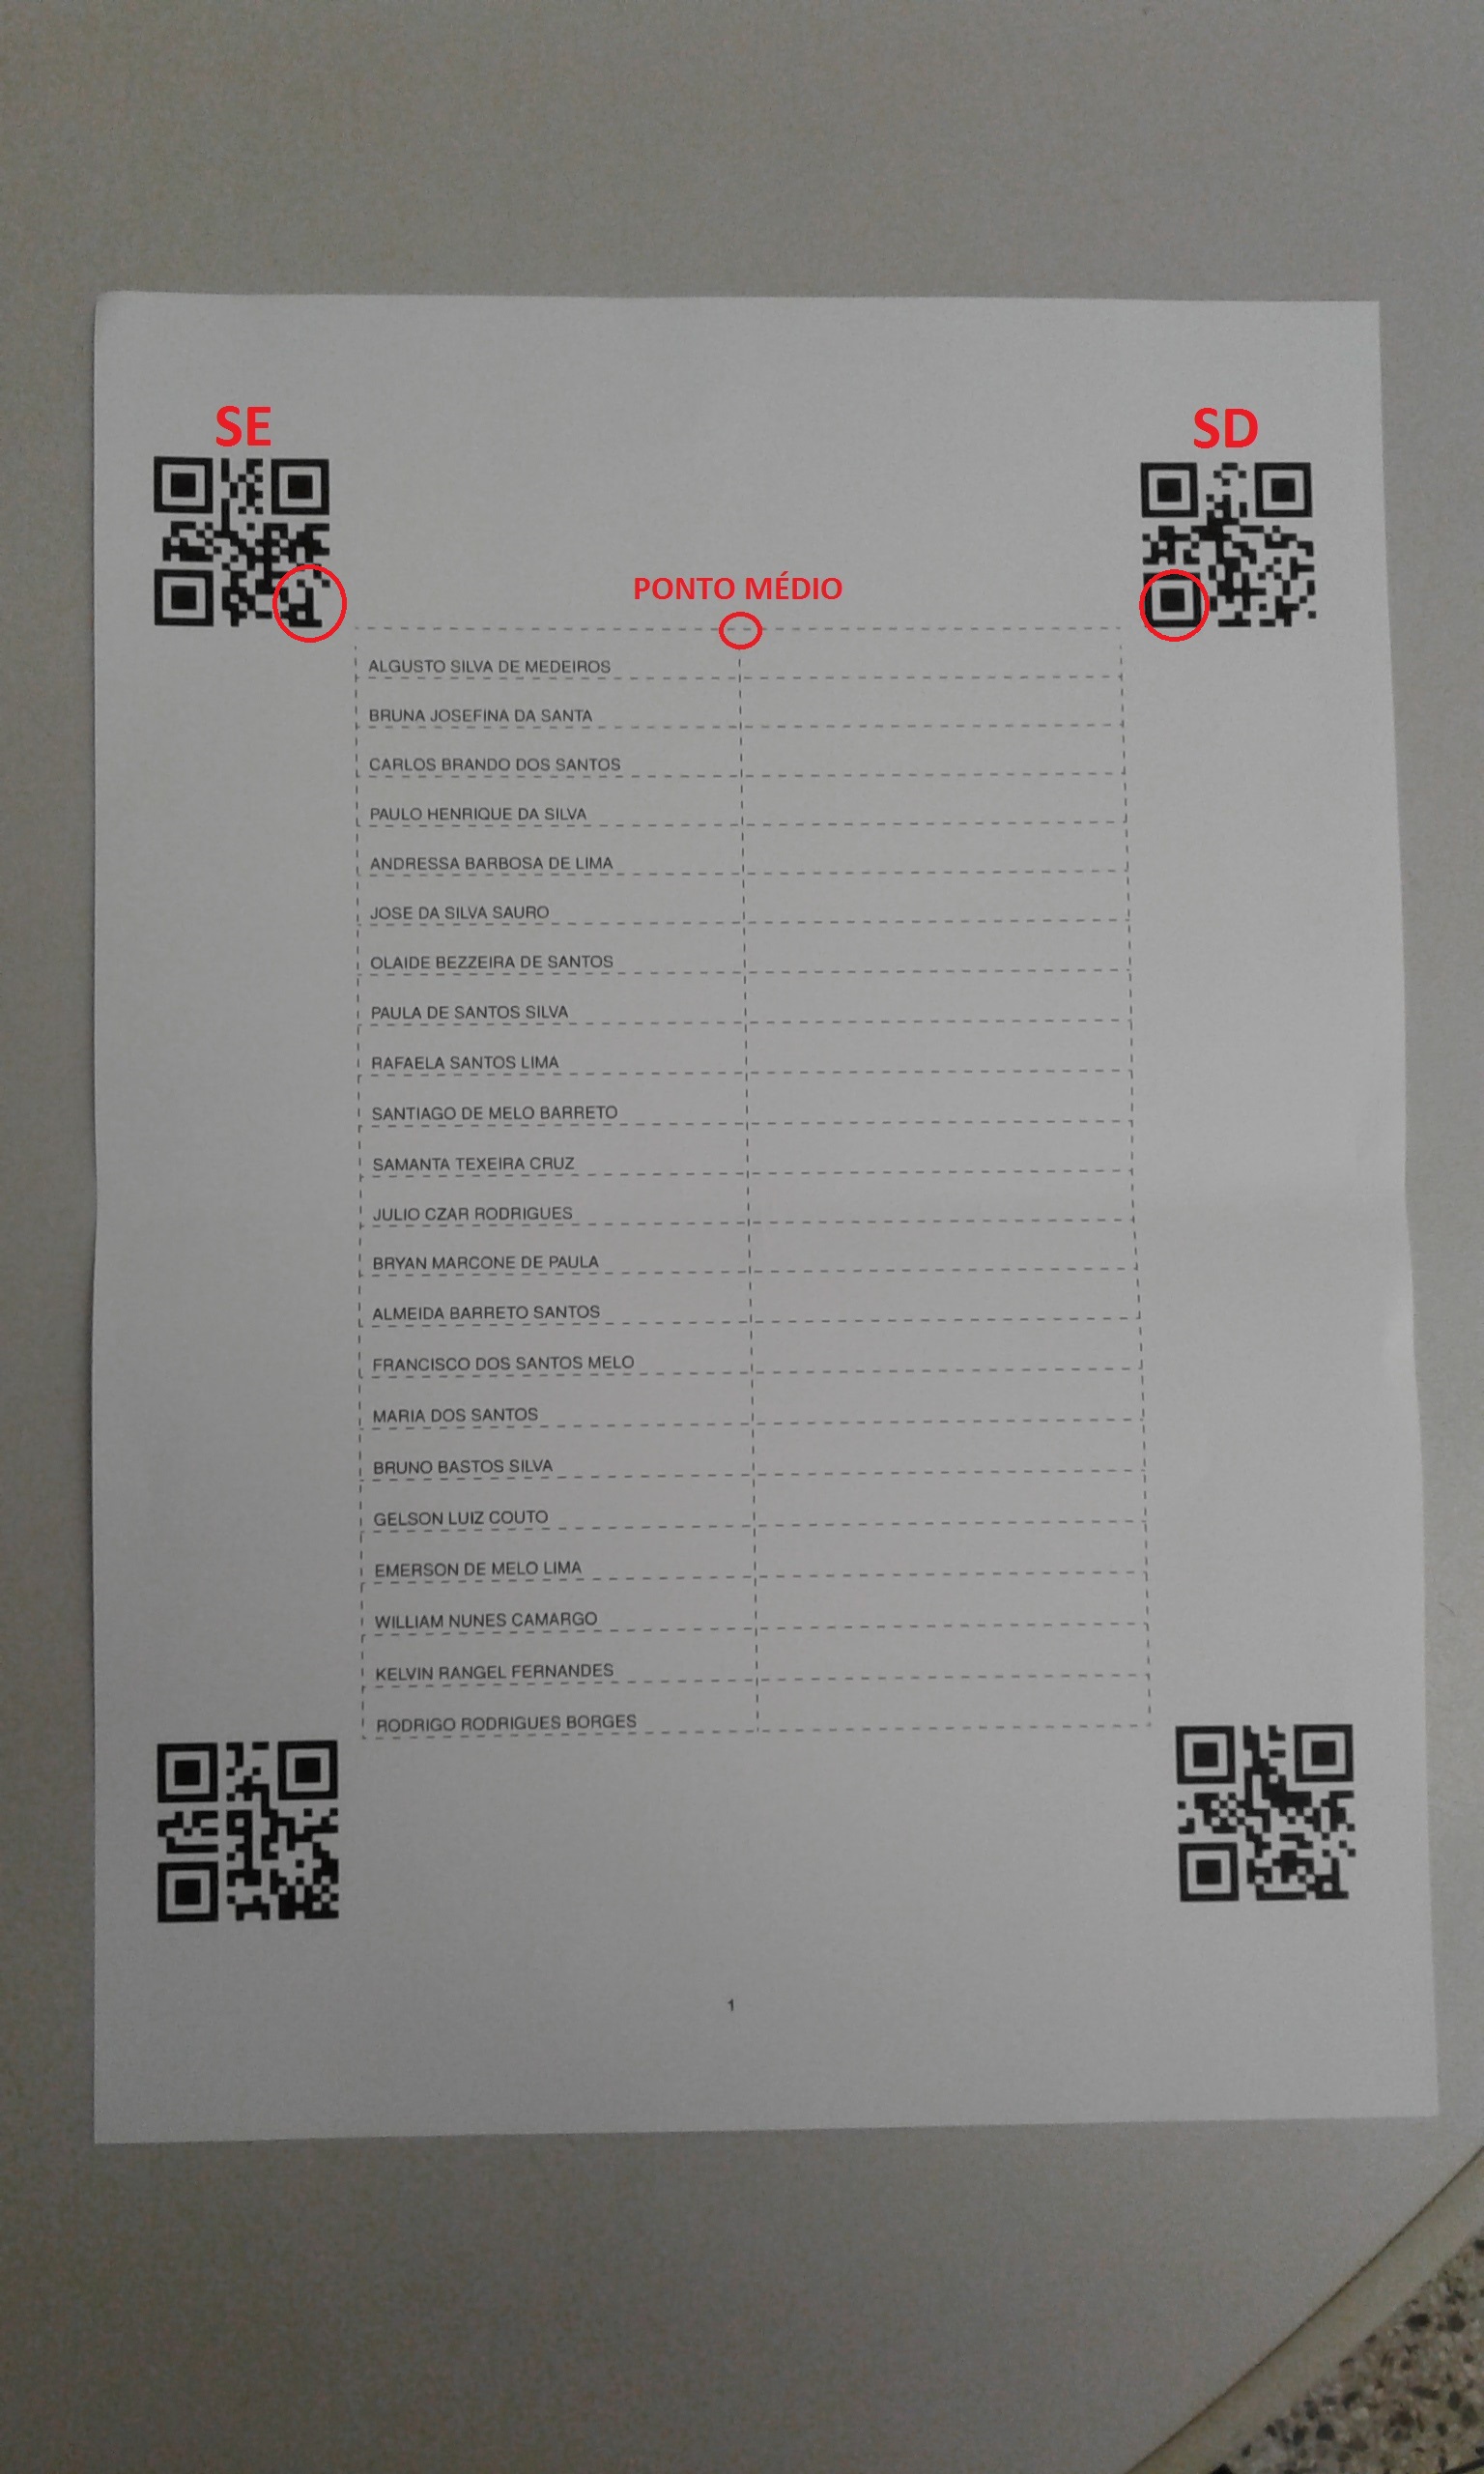 SE
SD
PONTO MÉDIO
ALGUSTO SILVA DE MEDEIROS
BRUNA JOSEFINA DA SANTA
CARLOS BRANDO DOS SANTOS
PAULO HENRIQUE DA SILVA
ANDRESSA BARBOSA DE LIMA
JOSE DA SILVA SAURO
OLAIDE BEZZEIRA DE SANTOS
PAULA DE SANTOS SILVA
RAFAELA SANTOS LIMA
SANTIAGO DE MELO BARRETO
SAMANTA TEXEIRA CRUZ
JULIO CZAR RODRIGUES
BRYAN MARCONE DE PAULA
ALMEIDA BARRETO SANTOS
FRANCISCO DOS SANTOS MELO
MARIA DOS SANTOS
BRUNO BASTOS SILVA
GELSON LUIZ COUTO
EMERSON DE MELO LIMA
WILLIAM NUNES CAMARGO
KELVIN RANGEL FERNANDES
RODRIGO RODRIGUES BORGES
1